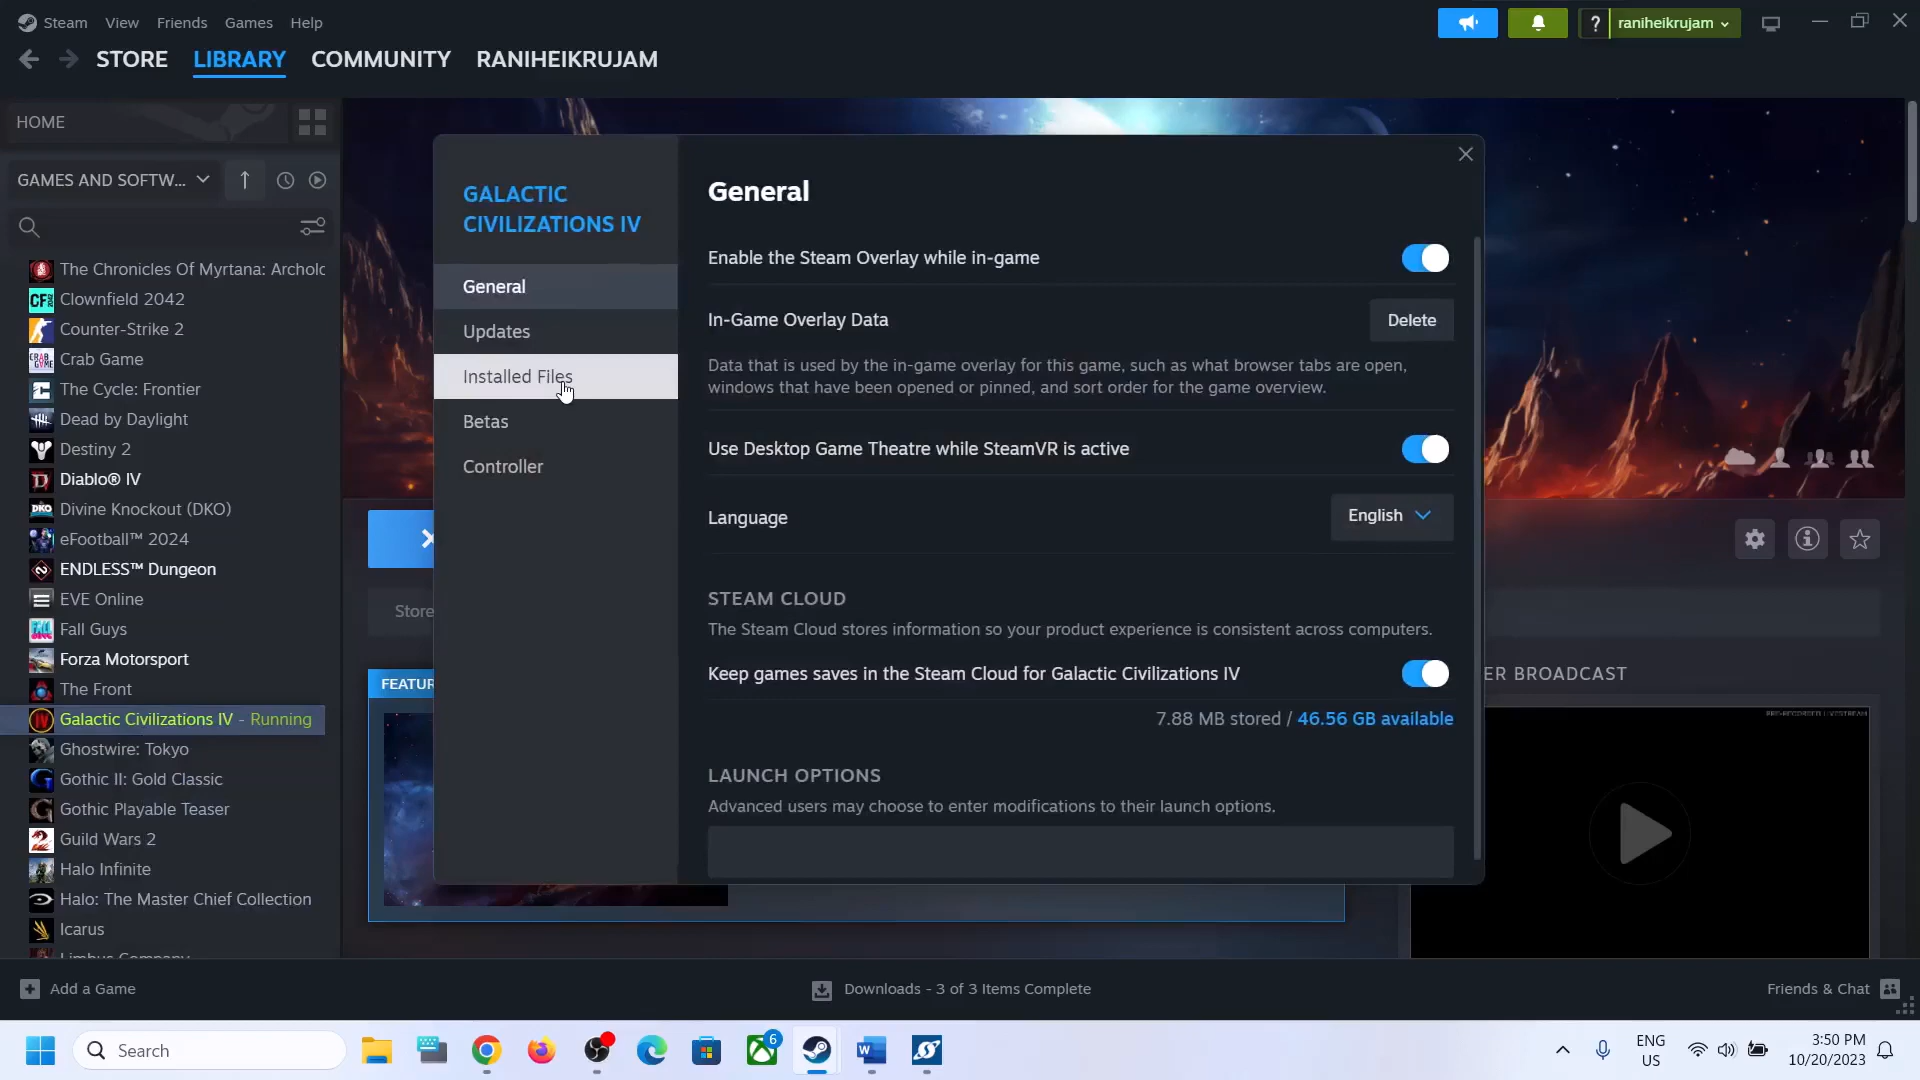 Steam View Friends Games Help
? raniheikrujam
STORE LIBRARY COMMUNITY RANIHEIKRUJAM
HOME
GAMES AND SOFTW...
The Chronicles Of Myrtana: Archolo
Clownfield 2042
Counter-Strike 2
Crab Game
The Cycle: Frontier
Dead by Daylight
Destiny 2
Diablo® IV
Divine Knockout (DKO)
eFootball™ 2024
ENDLESS™ Dungeon
EVE Online
Fall Guys
Forza Motorsport
The Front
Galactic Civilizations IV - Running
Ghostwire: Tokyo
Gothic II: Gold Classic
Gothic Playable Teaser
Guild Wars 2
Halo Infinite
Halo: The Master Chief Collection
Icarus
Limbus Company
GALACTIC
CIVILIZATIONS IV
General
Updates
Installed Files
Betas
Controller
General
Enable the Steam Overlay while in-game
In-Game Overlay Data
Delete
Data that is used by the in-game overlay for this game, such as what browser tabs are open,
windows that have been opened or pinned, and sort order for the game overview.
Use Desktop Game Theatre while SteamVR is active
Language
English
STEAM CLOUD
The Steam Cloud stores information so your product experience is consistent across computers.
Keep games saves in the Steam Cloud for Galactic Civilizations IV
7.88 MB stored / 46.56 GB available
LAUNCH OPTIONS
Advanced users may choose to enter modifications to their launch options.
Store
FEATUR
ER BROADCAST
PRE-RECORDED LIVESTREAM
Add a Game
Downloads - 3 of 3 Items Complete
Friends & Chat
Search
6
ENG
US
3:50 PM
10/20/2023